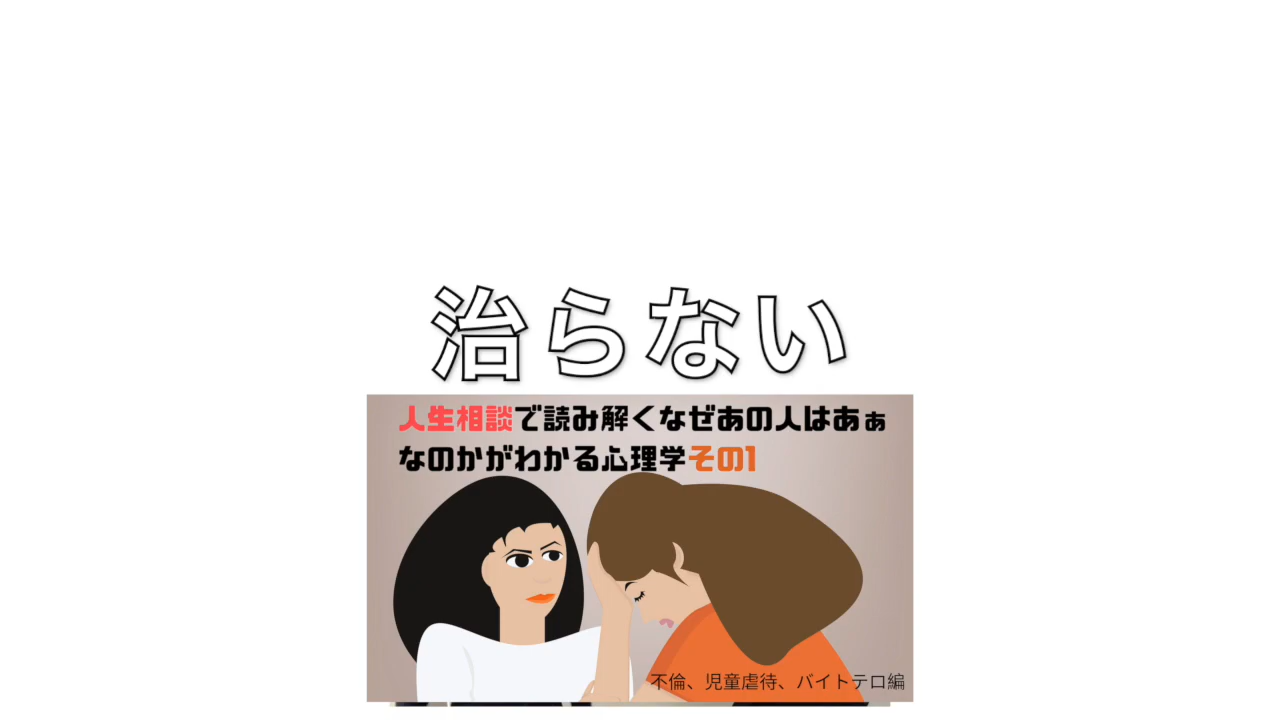 治らない
人生相談で読み解くなぜあの人はあぁ
なのかがわかる心理学その1
不倫、児童虐待、バイトテロ編